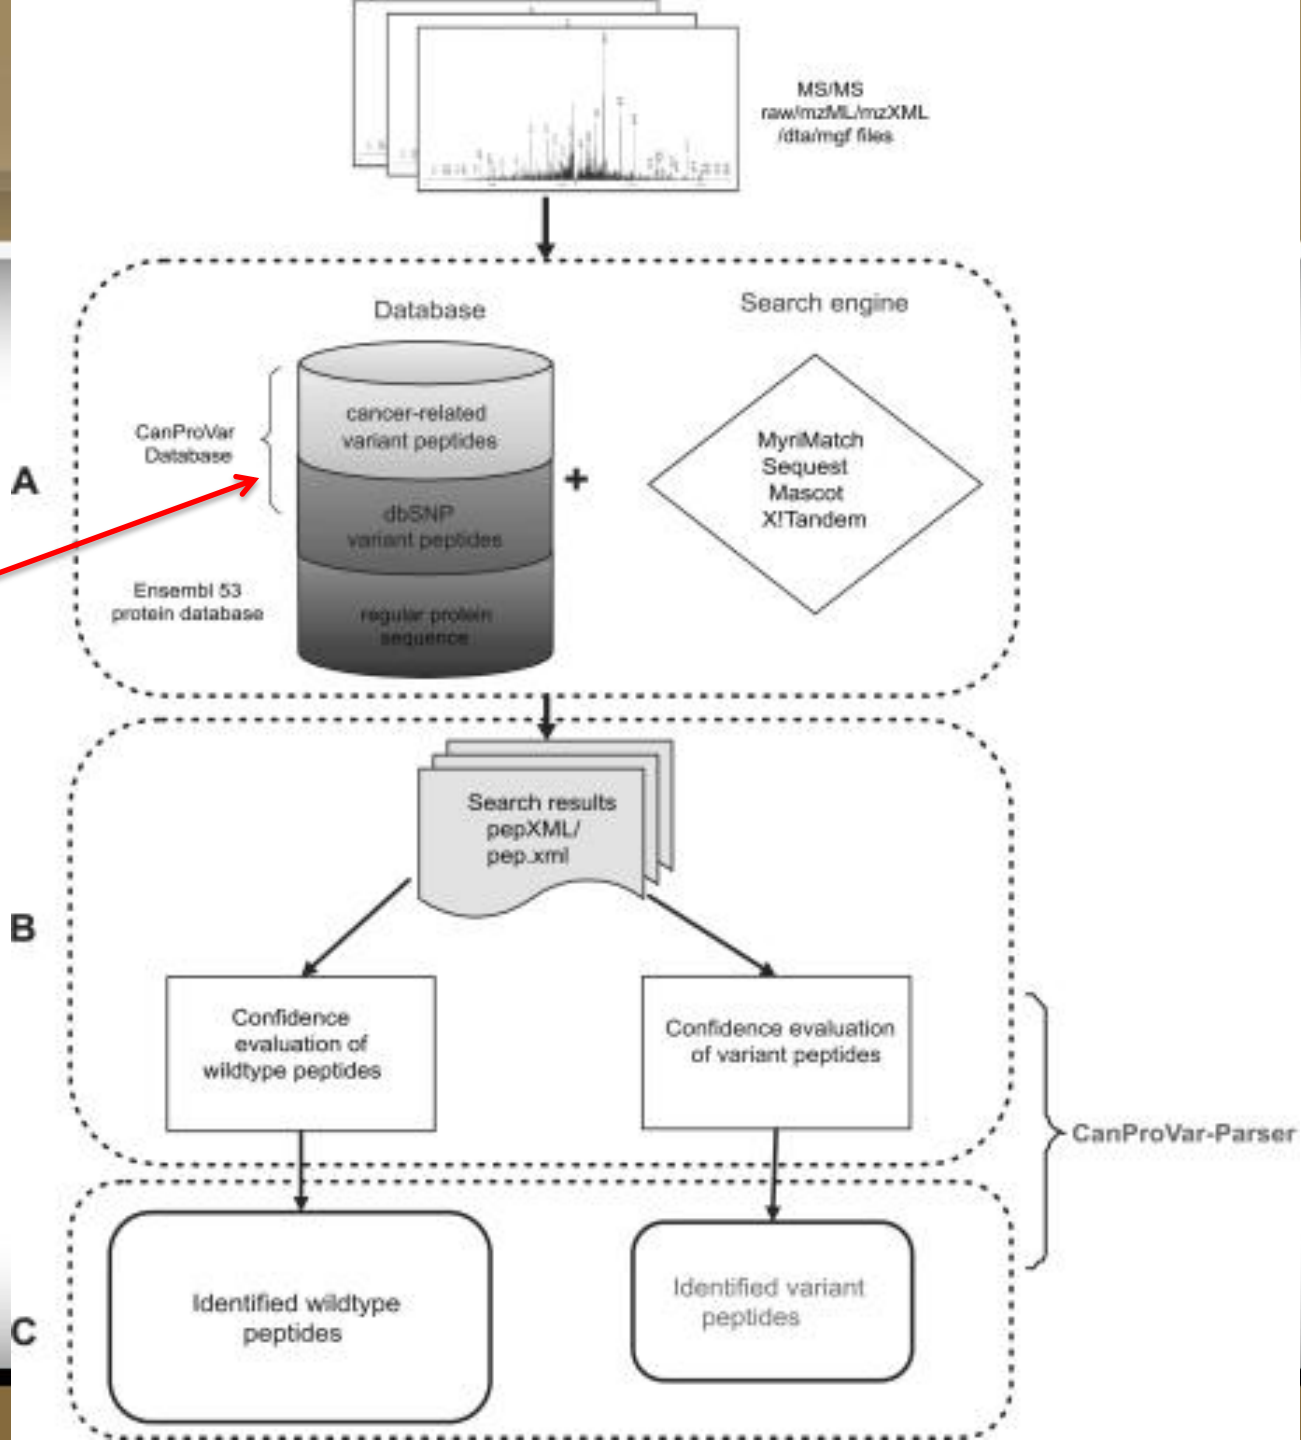 MS/MS
raw/mzML/mzXML
/dta/mgf files
Database
Search engine
CanProVar
Database
cancer-related
variant peptides
dbSNP
variant peptides
Ensembl 53
protein database
regular protein
sequence
+
MyriMatch
Sequest
Mascot
X!Tandem
A
Search results
pepXML/
pep.xml
B
Confidence
evaluation of
wildtype peptides
Confidence evaluation
of variant peptides
CanProVar-Parser
Identified wildtype
peptides
Identified variant
peptides
C